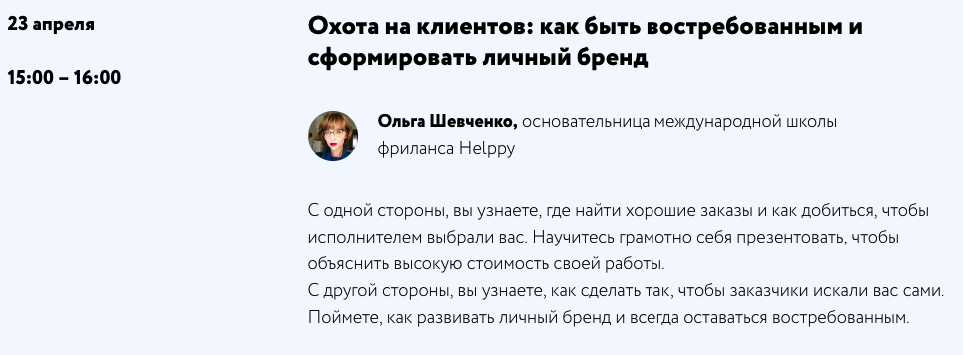 23 апреля
15:00 – 16:00
Охота на клиентов: как быть востребованным и
сформировать личный бренд
Ольга Шевченко, основательница международной школы
фриланса Helppy
С одной стороны, вы узнаете, где найти хорошие заказы и как добиться, чтобы
исполнителем выбрали вас. Научитесь грамотно себя презентовать, чтобы
объяснить высокую стоимость своей работы.
С другой стороны, вы узнаете, как сделать так, чтобы заказчики искали вас сами.
Поймете, как развивать личный бренд и всегда оставаться востребованным.